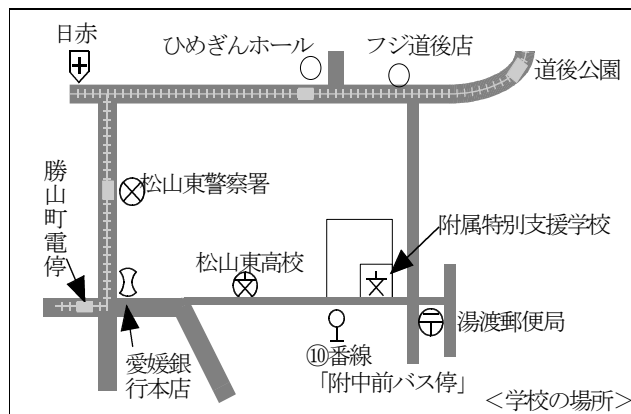 日赤
ひめぎんホール
フジ道後店
道後公園
松山東警察署
勝山町電停
附属特別支援学校
松山東高校
文
文
湯渡郵便局
愛媛銀
行本店
⑩番線
「附中前バス停」
＜学校の場所＞